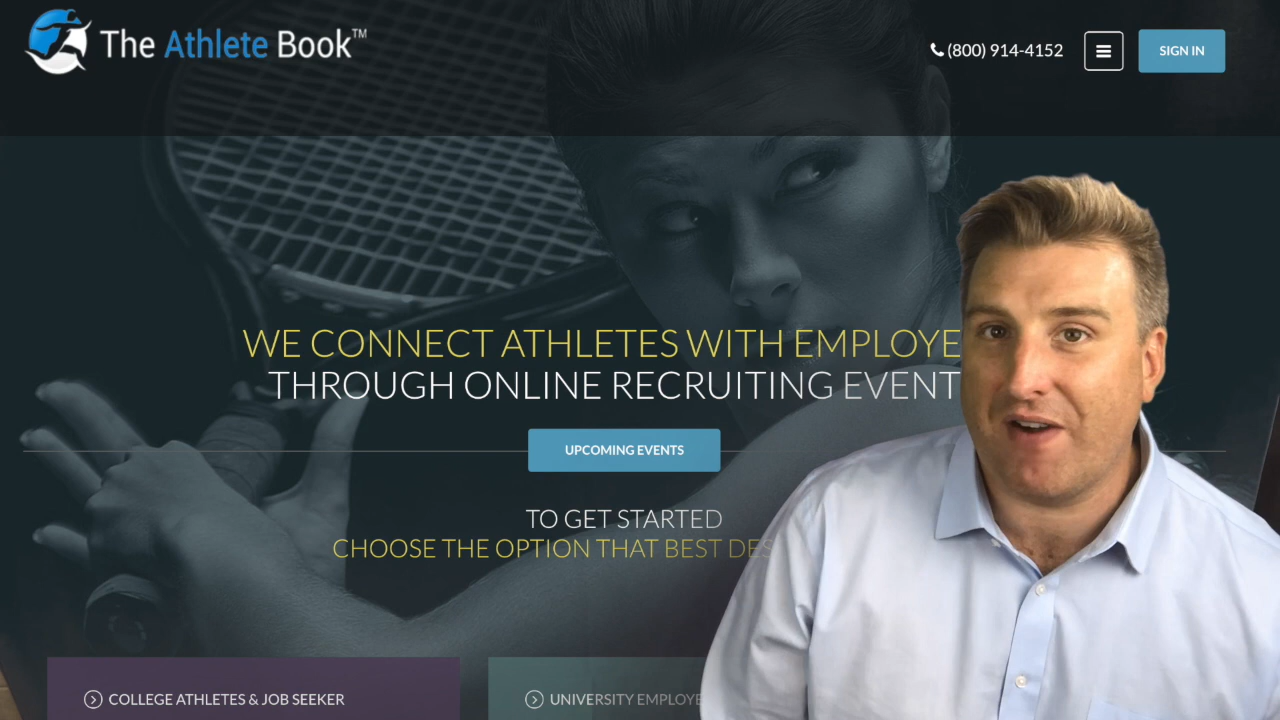 The Athlete Book™
(800) 914-4152
SIGN IN
WE CONNECT ATHLETES WITH EMPLOYE
THROUGH ONLINE RECRUITING EVENT
UPCOMING EVENTS
TO GET STARTED
CHOOSE THE OPTION THAT BEST DES
COLLEGE ATHLETES & JOB SEEKER
UNIVERSITY EMPLOYE